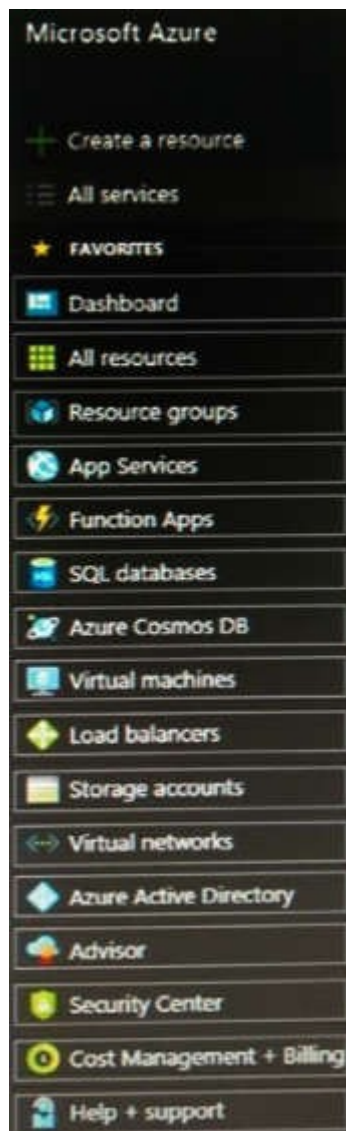 Microsoft Azure
Create a resource
All services
FAVORITES
Dashboard
All resources
Resource groups
App Services
Function Apps
SQL databases
Azure Cosmos DB
Virtual machines
Load balancers
Storage accounts
Virtual networks
Azure Active Directory
Advisor
Security Center
Cost Management + Billing
Help + support